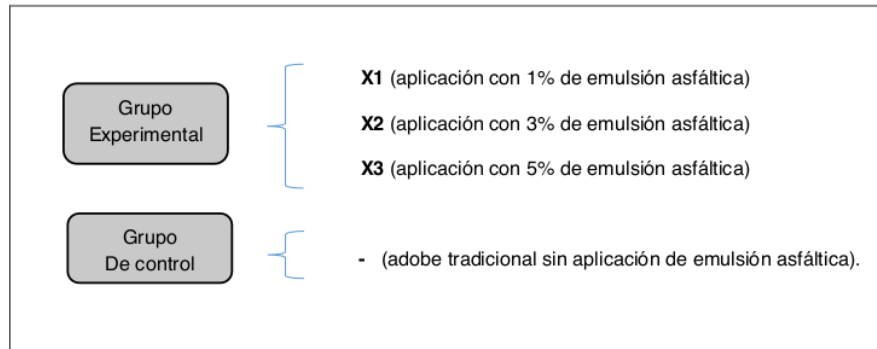 Grupo
Experimental
X1 (aplicación con 1% de emulsión asfáltica)
X2 (aplicación con 3% de emulsión asfáltica)
X3 (aplicación con 5% de emulsión asfáltica)
Grupo
De control
- (adobe tradicional sin aplicación de emulsión asfáltica).